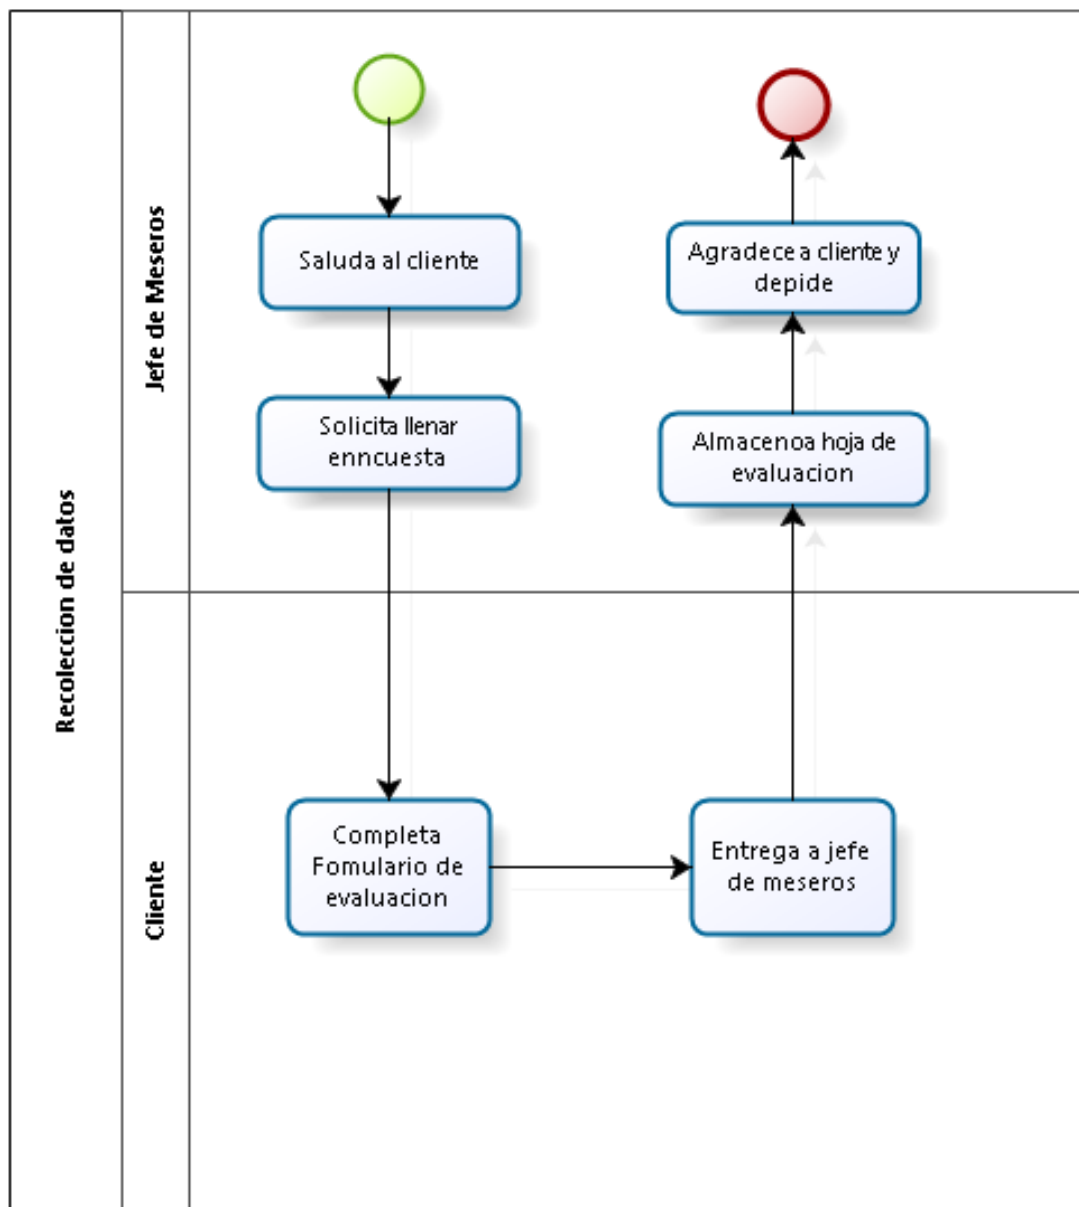 Recoleccion de datos
Jefe de Meseros
Saluda al cliente
Solicita llenar
enncuesta
Agradece a cliente y
depide
Almacenoa hoja de
evaluacion
Cliente
Completa
Fomulario de
evaluacion
Entrega a jefe
de meseros